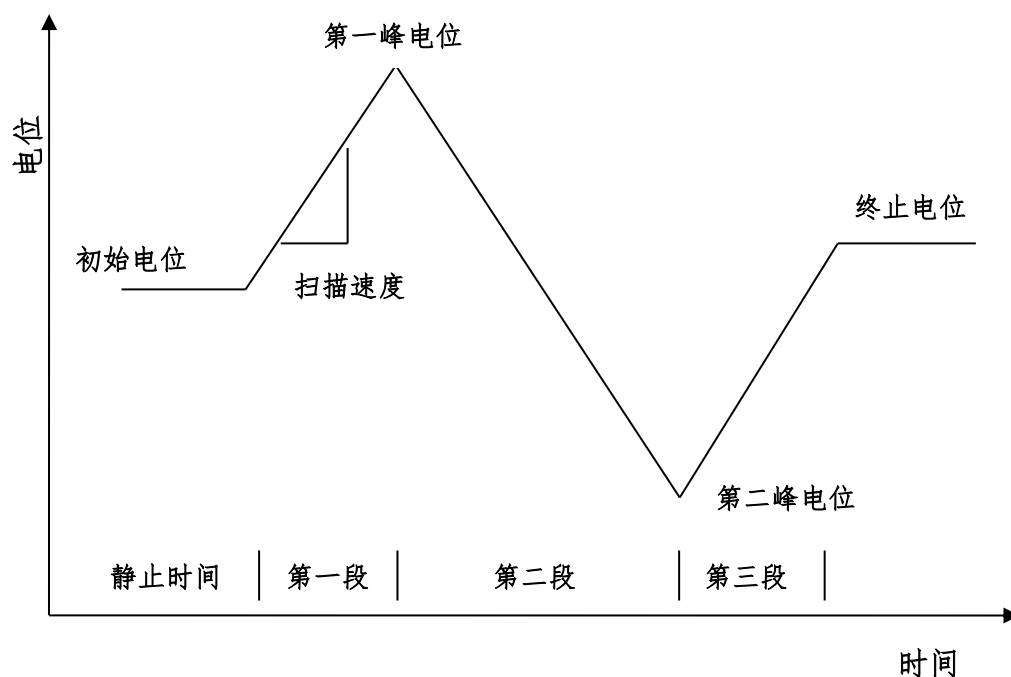 第一峰电位
电位
终止电位
初始电位
扫描速度
第二峰电位
静止时间
第一段
第二段
第三段
时间